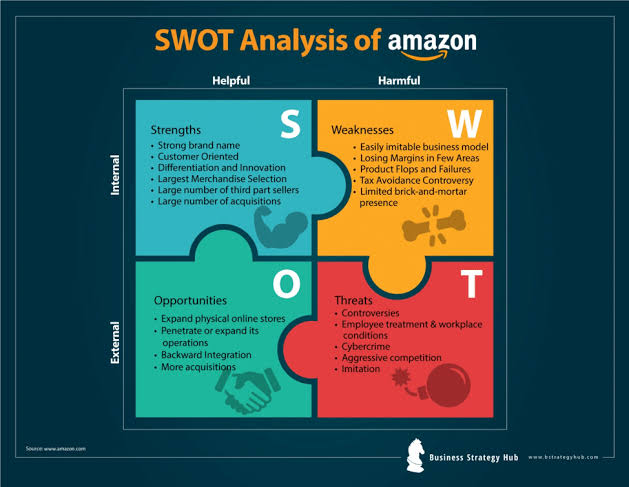 SWOT Analysis of amazon
Helpful
Harmful
Internal
S
Strengths
• Strong brand name
• Customer Oriented
• Differentiation and Innovation
• Largest Merchandise Selection
• Large number of third part sellers
• Large number of acquisitions
W
Weaknesses
• Easily imitable business model
• Losing Margins in Few Areas
• Product Flops and Failures
• Tax Avoidance Controversy
• Limited brick-and-mortar
presence
External
O
Opportunities
• Expand physical online stores
• Penetrate or expand its
operations
• Backward Integration
• More acquisitions
T
Threats
• Controversies
• Employee treatment & workplace
conditions
• Cybercrime
• Aggressive competition
• Imitation
Source: www.amazon.com
Business Strategy Hub
www.bstrategyhub.com